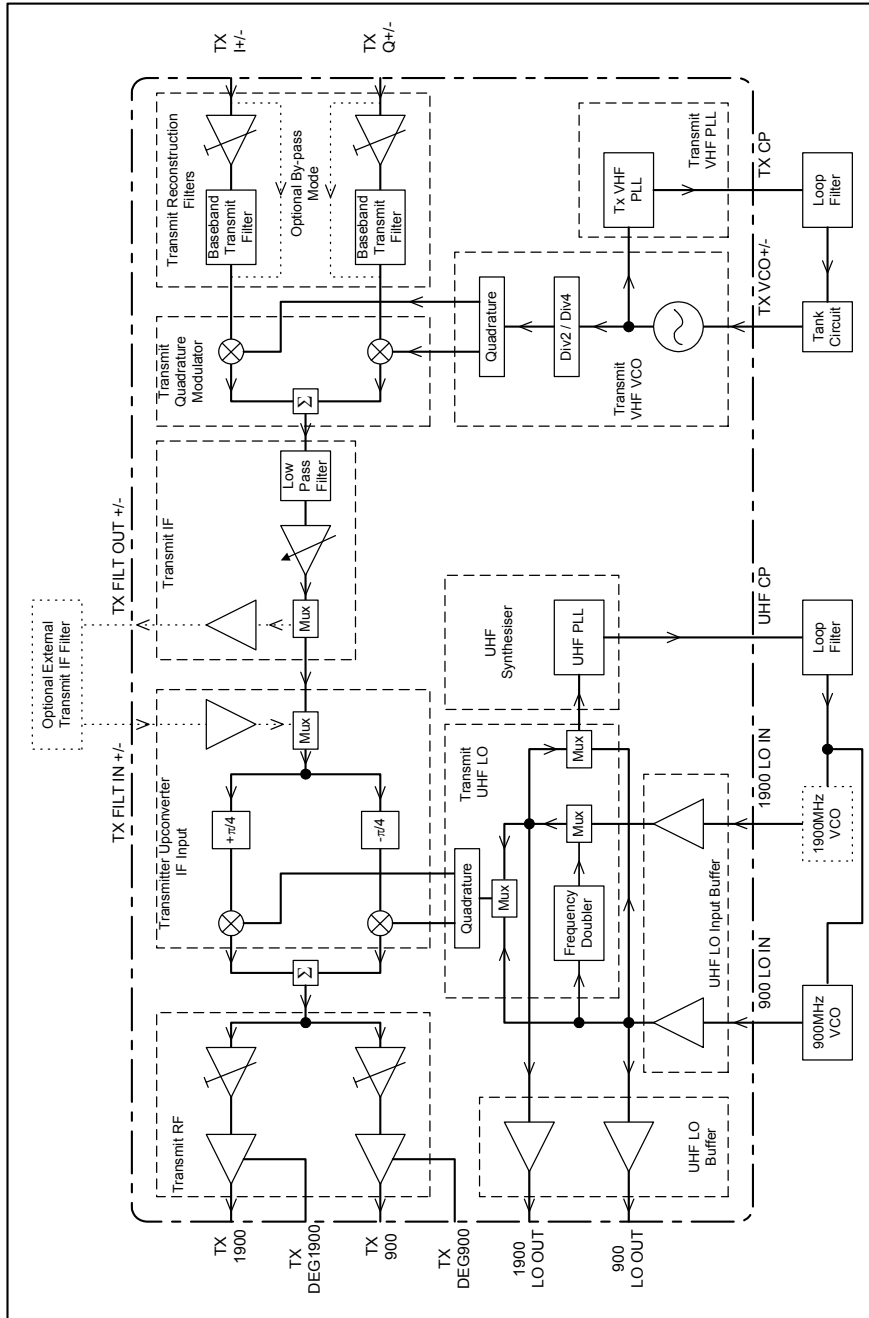 TX
I+/-
TX
Q+/-
Transmit Reconstruction
Filters
Baseband
Transmit
Filter
Optional By-pass
Mode
Baseband
Transmit
Filter
Transmit
VHF PLL
Tx VHF
PLL
TX CP
Loop
Filter
Transmit
Quadrature
Modulator
Σ
Quadrature
Div2 / Div4
Transmit
VHF VCO
TX VCO+/-
Tank
Circuit
Optional External
Transmit IF Filter
TX FILT OUT +/-
Transmit IF
Low
Pass
Filter
Mux
TX FILT IN +/-
Transmitter Upconverter
IF Input
Mux
+π/4
-π/4
Σ
UHF
Synthesiser
UHF PLL
UHF CP
Loop
Filter
Transmit
UHF LO
Mux
Mux
Mux
Quadrature
Frequency
Doubler
UHF LO Input Buffer
1900 LO IN
1900MHz
VCO
900 LO IN
900MHz
VCO
Transmit RF
UHF LO
Buffer
TX
1900
TX
DEG1900
TX
900
TX
DEG900
1900
LO OUT
900
LO OUT